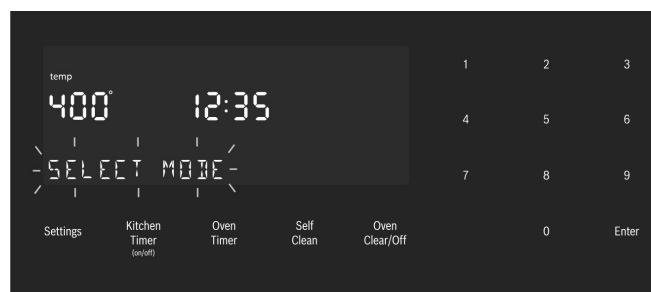 temp
400° 12:35
SELECT MODE
Settings
Kitchen
Timer
(on/off)
Oven
Timer
Self
Clean
Oven
Clear/Off
1 2 3
4 5 6
7 8 9
0 Enter